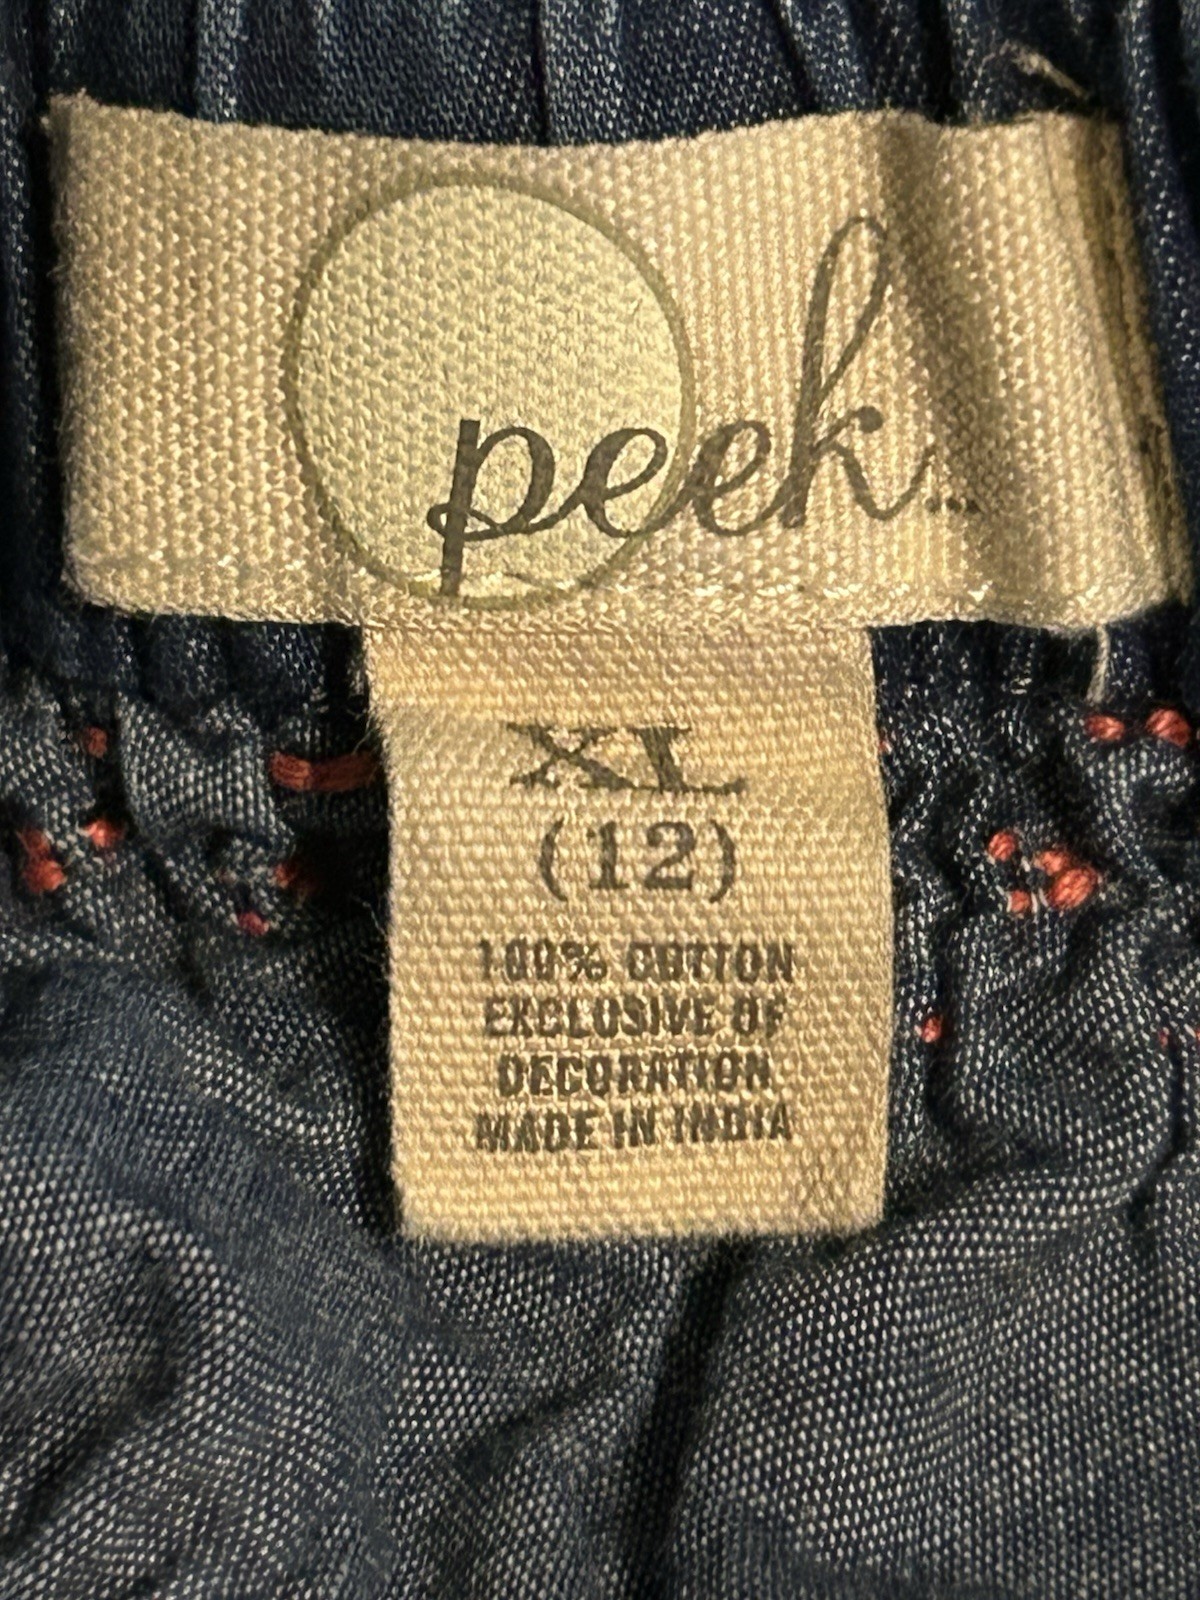 peek...
XL
(12)
100% COTTON
EXCLUSIVE OF
DECORATION
MADE IN INDIA